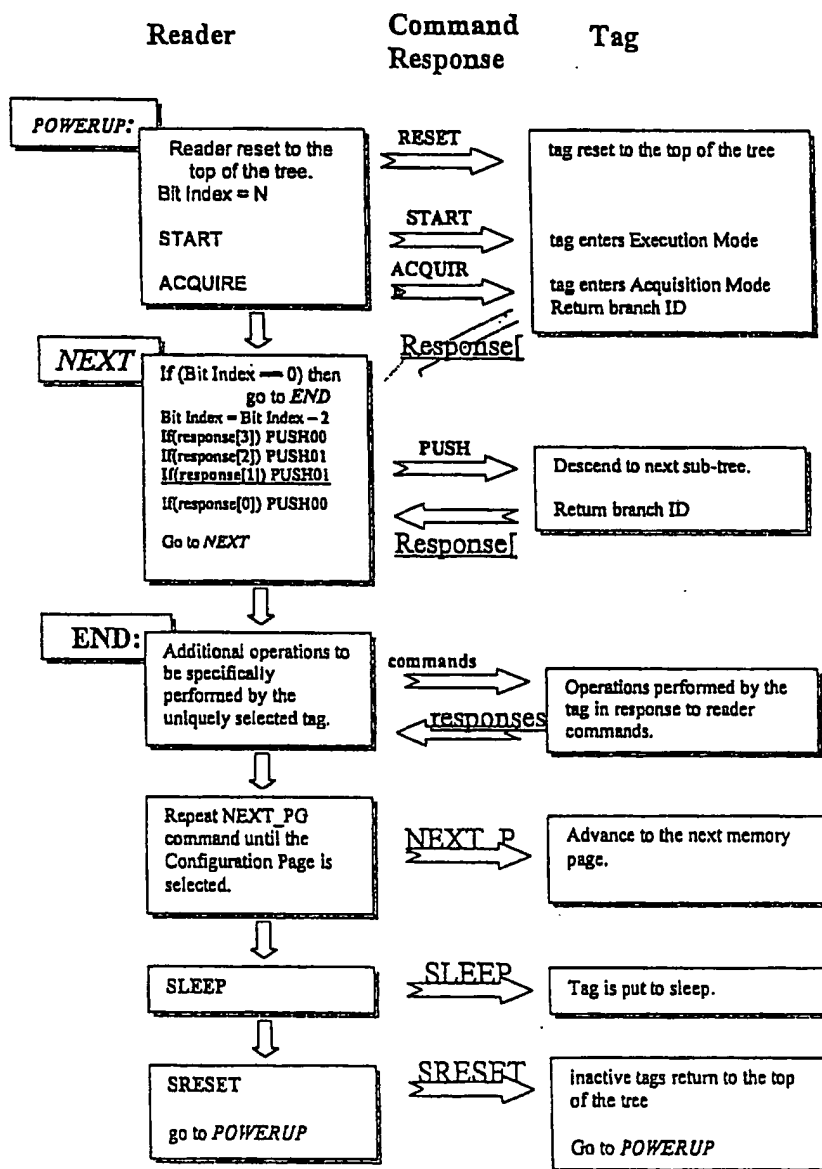 Reader
Command
Response
Tag
POWERUP:
Reader reset to the
top of the tree.
Bit Index = N
START
ACQUIRE
RESET
START
ACQUIR
Response[
tag reset to the top of the tree
tag enters Execution Mode
tag enters Acquisition Mode
Return branch ID
NEXT
If (Bit Index == 0) then
go to END
Bit Index = Bit Index – 2
If(response[3]) PUSH00
If(response[2]) PUSH01
If(response[1]) PUSH01
If(response[0]) PUSH00
Go to NEXT
PUSH
Response[
Descend to next sub-tree.
Return branch ID
END:
Additional operations to
be specifically
performed by the
uniquely selected tag.
commands
responses
Operations performed by the
tag in response to reader
commands.
Repeat NEXT_PG
command until the
Configuration Page is
selected.
NEXT_P
Advance to the next memory
page.
SLEEP
SLEEP
Tag is put to sleep.
SRESET
go to POWERUP
SRESET
inactive tags return to the top
of the tree
Go to POWERUP